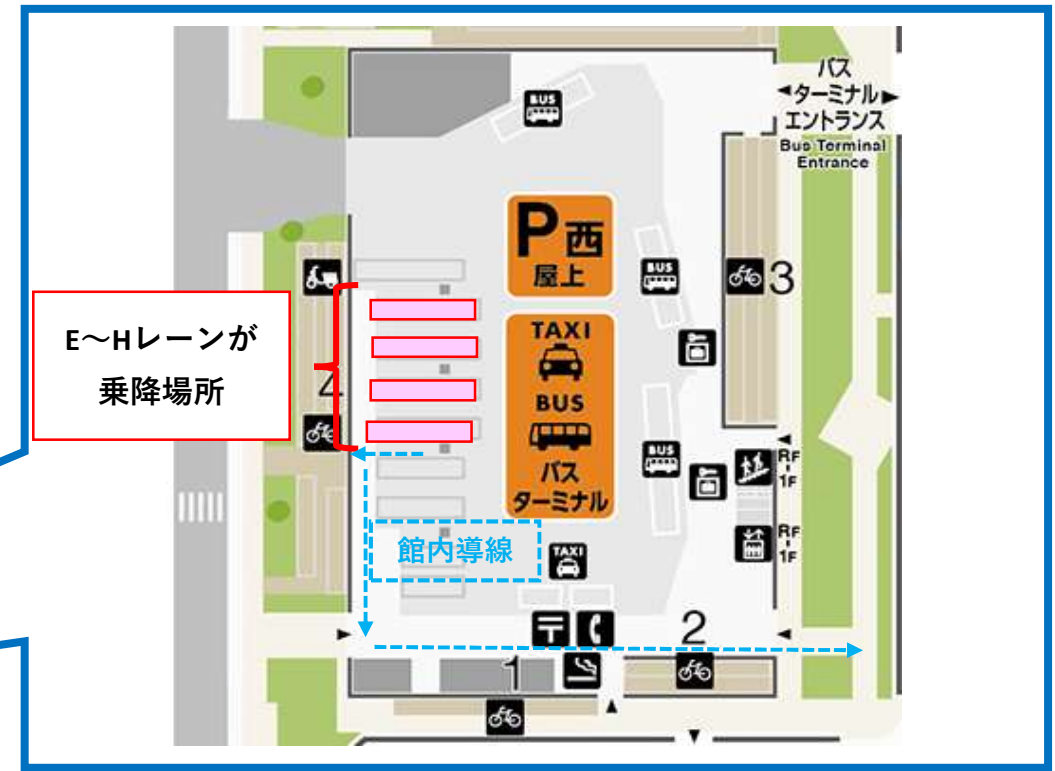 バス
ターミナル
エントランス
Bus Terminal
Entrance
BUS
P西
屋上
BUS
3
E～Hレーンが
乗降場所
4
TAXI
BUS
バス
ターミナル
BUS
RF
1F
RF
1F
館内導線
TAXI
2
1